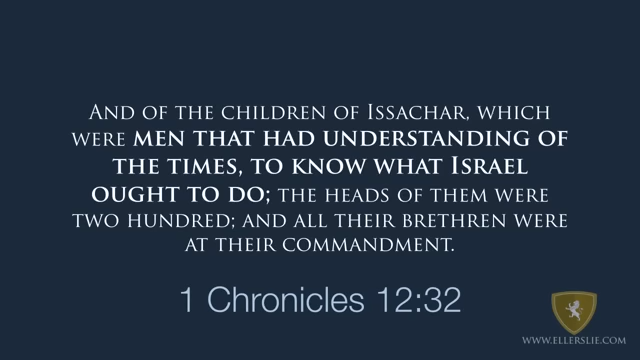 And of the children of Issachar, which
were men that had understanding of
the times, to know what Israel
ought to do; the heads of them were
two hundred; and all their brethren were
at their commandment.
1 Chronicles 12:32
www.ellerslie.com